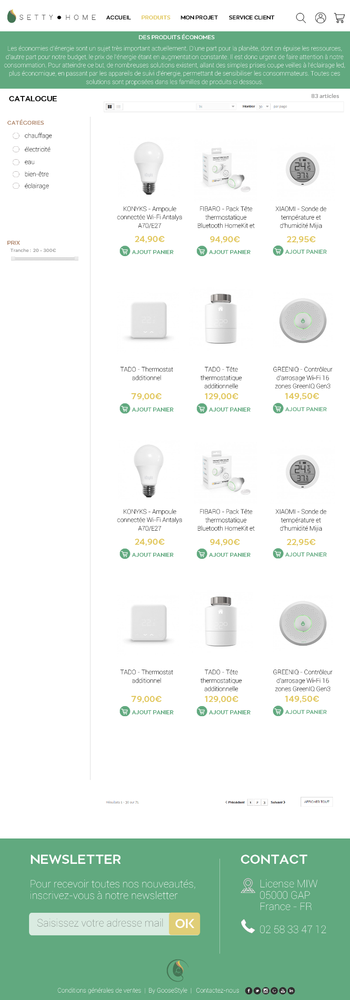 SETTY•HOME ACCUEIL PRODUITS MON PROJET SERVICE CLIENT
DES PRODUITS ÉCONOMES
Les économies d'énergie sont un sujet très important actuellement. D'une part pour la planète, dont on épuise les ressources,
d'autre part pour notre budget, le prix de l'énergie étant en augmentation constante. Il est donc urgent de faire attention à notre
consommation. Pour atteindre ce but, de nombreuses solutions existent, allant des simples prises coupe veilles à l'éclairage led,
plus économique, en passant par les appareils de suivi d'énergie, permettant de sensibiliser les consommateurs. Toutes ces
solutions sont proposées dans les familles de produits ci dessous.
CATALOGUE
83 articles
Tri Montrer 30 par page
CATÉGORIES
chauffage
électricité
eau
bien-être
éclairage
PRIX
Tranche : 20 - 300€
24.5
37.9
KONYKS - Ampoule
connectée Wi-Fi Antalya
A70/E27
24,90€
AJOUT PANIER
FIBARO - Pack Tête
thermostatique
Bluetooth HomeKit et
94,90€
AJOUT PANIER
XIAOMI - Sonde de
température et
d'humidité Mijia
22,95€
AJOUT PANIER
TADO - Thermostat
additionnel
79,00€
AJOUT PANIER
TADO - Tête
thermostatique
additionnelle
129,00€
AJOUT PANIER
GREENIQ - Contrôleur
d'arrosage Wi-Fi 16
zones GreenIQ Gen3
149,50€
AJOUT PANIER
24.5
37.9
KONYKS - Ampoule
connectée Wi-Fi Antalya
A70/E27
24,90€
AJOUT PANIER
FIBARO - Pack Tête
thermostatique
Bluetooth HomeKit et
94,90€
AJOUT PANIER
XIAOMI - Sonde de
température et
d'humidité Mijia
22,95€
AJOUT PANIER
TADO - Thermostat
additionnel
79,00€
AJOUT PANIER
TADO - Tête
thermostatique
additionnelle
129,00€
AJOUT PANIER
GREENIQ - Contrôleur
d'arrosage Wi-Fi 16
zones GreenIQ Gen3
149,50€
AJOUT PANIER
Résultats 1 - 30 sur 71. Précédent 1 2 3 Suivant AFFICHER TOUT
NEWSLETTER
Pour recevoir toutes nos nouveautés,
inscrivez-vous à notre newsletter
Saisissez votre adresse mail OK
CONTACT
License MIW
05000 GAP
France - FR
02 58 33 47 12
Conditions générales de ventes | By GooseStyle | Contactez-nous